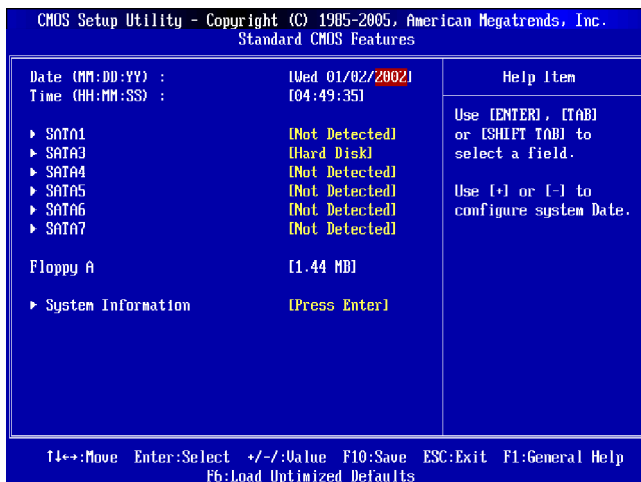 CMOS Setup Utility - Copyright (C) 1985-2005, American Megatrends, Inc.
Standard CMOS Features
Date (MM:DD:YY) : [Wed 01/02/2002]
Time (HH:MM:SS) : [04:49:35]
▶ SATA1 [Not Detected]
▶ SATA3 [Hard Disk]
▶ SATA4 [Not Detected]
▶ SATA5 [Not Detected]
▶ SATA6 [Not Detected]
▶ SATA7 [Not Detected]
Floppy A [1.44 MB]
▶ System Information [Press Enter]
Help Item
Use [ENTER], [TAB]
or [SHIFT TAB] to
select a field.
Use [+] or [-] to
configure system Date.
↑↓←→:Move Enter:Select +/-/:Value F10:Save ESC:Exit F1:General Help
F6:Load Optimized Defaults